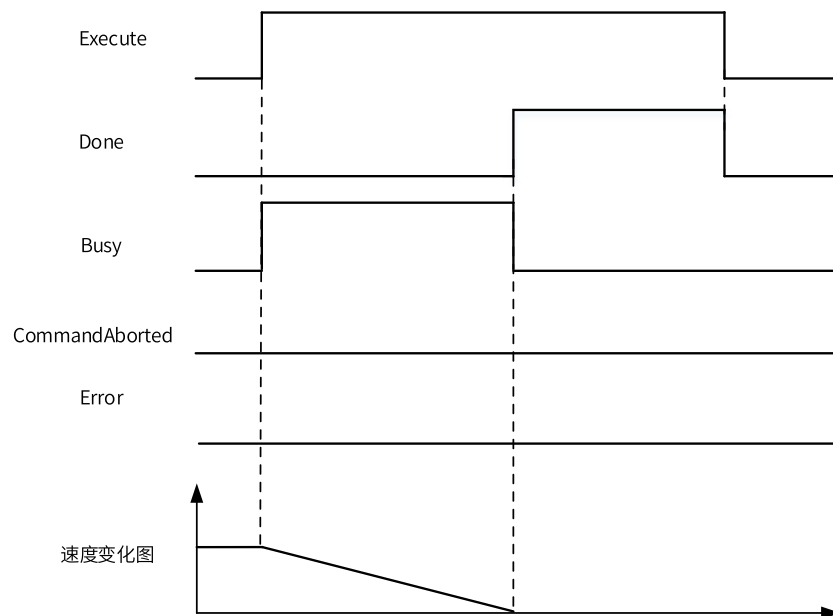 Execute
Done
Busy
CommandAborted
Error
速度变化图